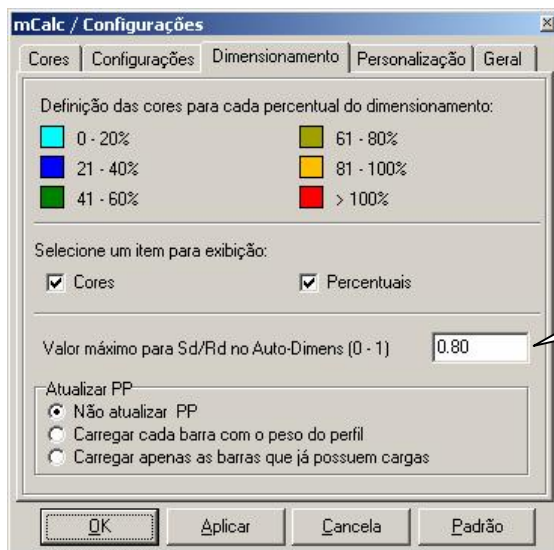 mCalc / Configurações
Cores Configurações Dimensionamento Personalização Geral
Definição das cores para cada percentual do dimensionamento:
0 - 20% 61 - 80%
21 - 40% 81 - 100%
41 - 60% > 100%
Selecione um item para exibição:
Cores Percentuais
Valor máximo para Sd/Rd no Auto-Dimens (0 - 1) 0.80
Atualizar PP
Não atualizar PP
Carregar cada barra com o peso do perfil
Carregar apenas as barras que já possuem cargas
OK Aplicar Cancela Padrão